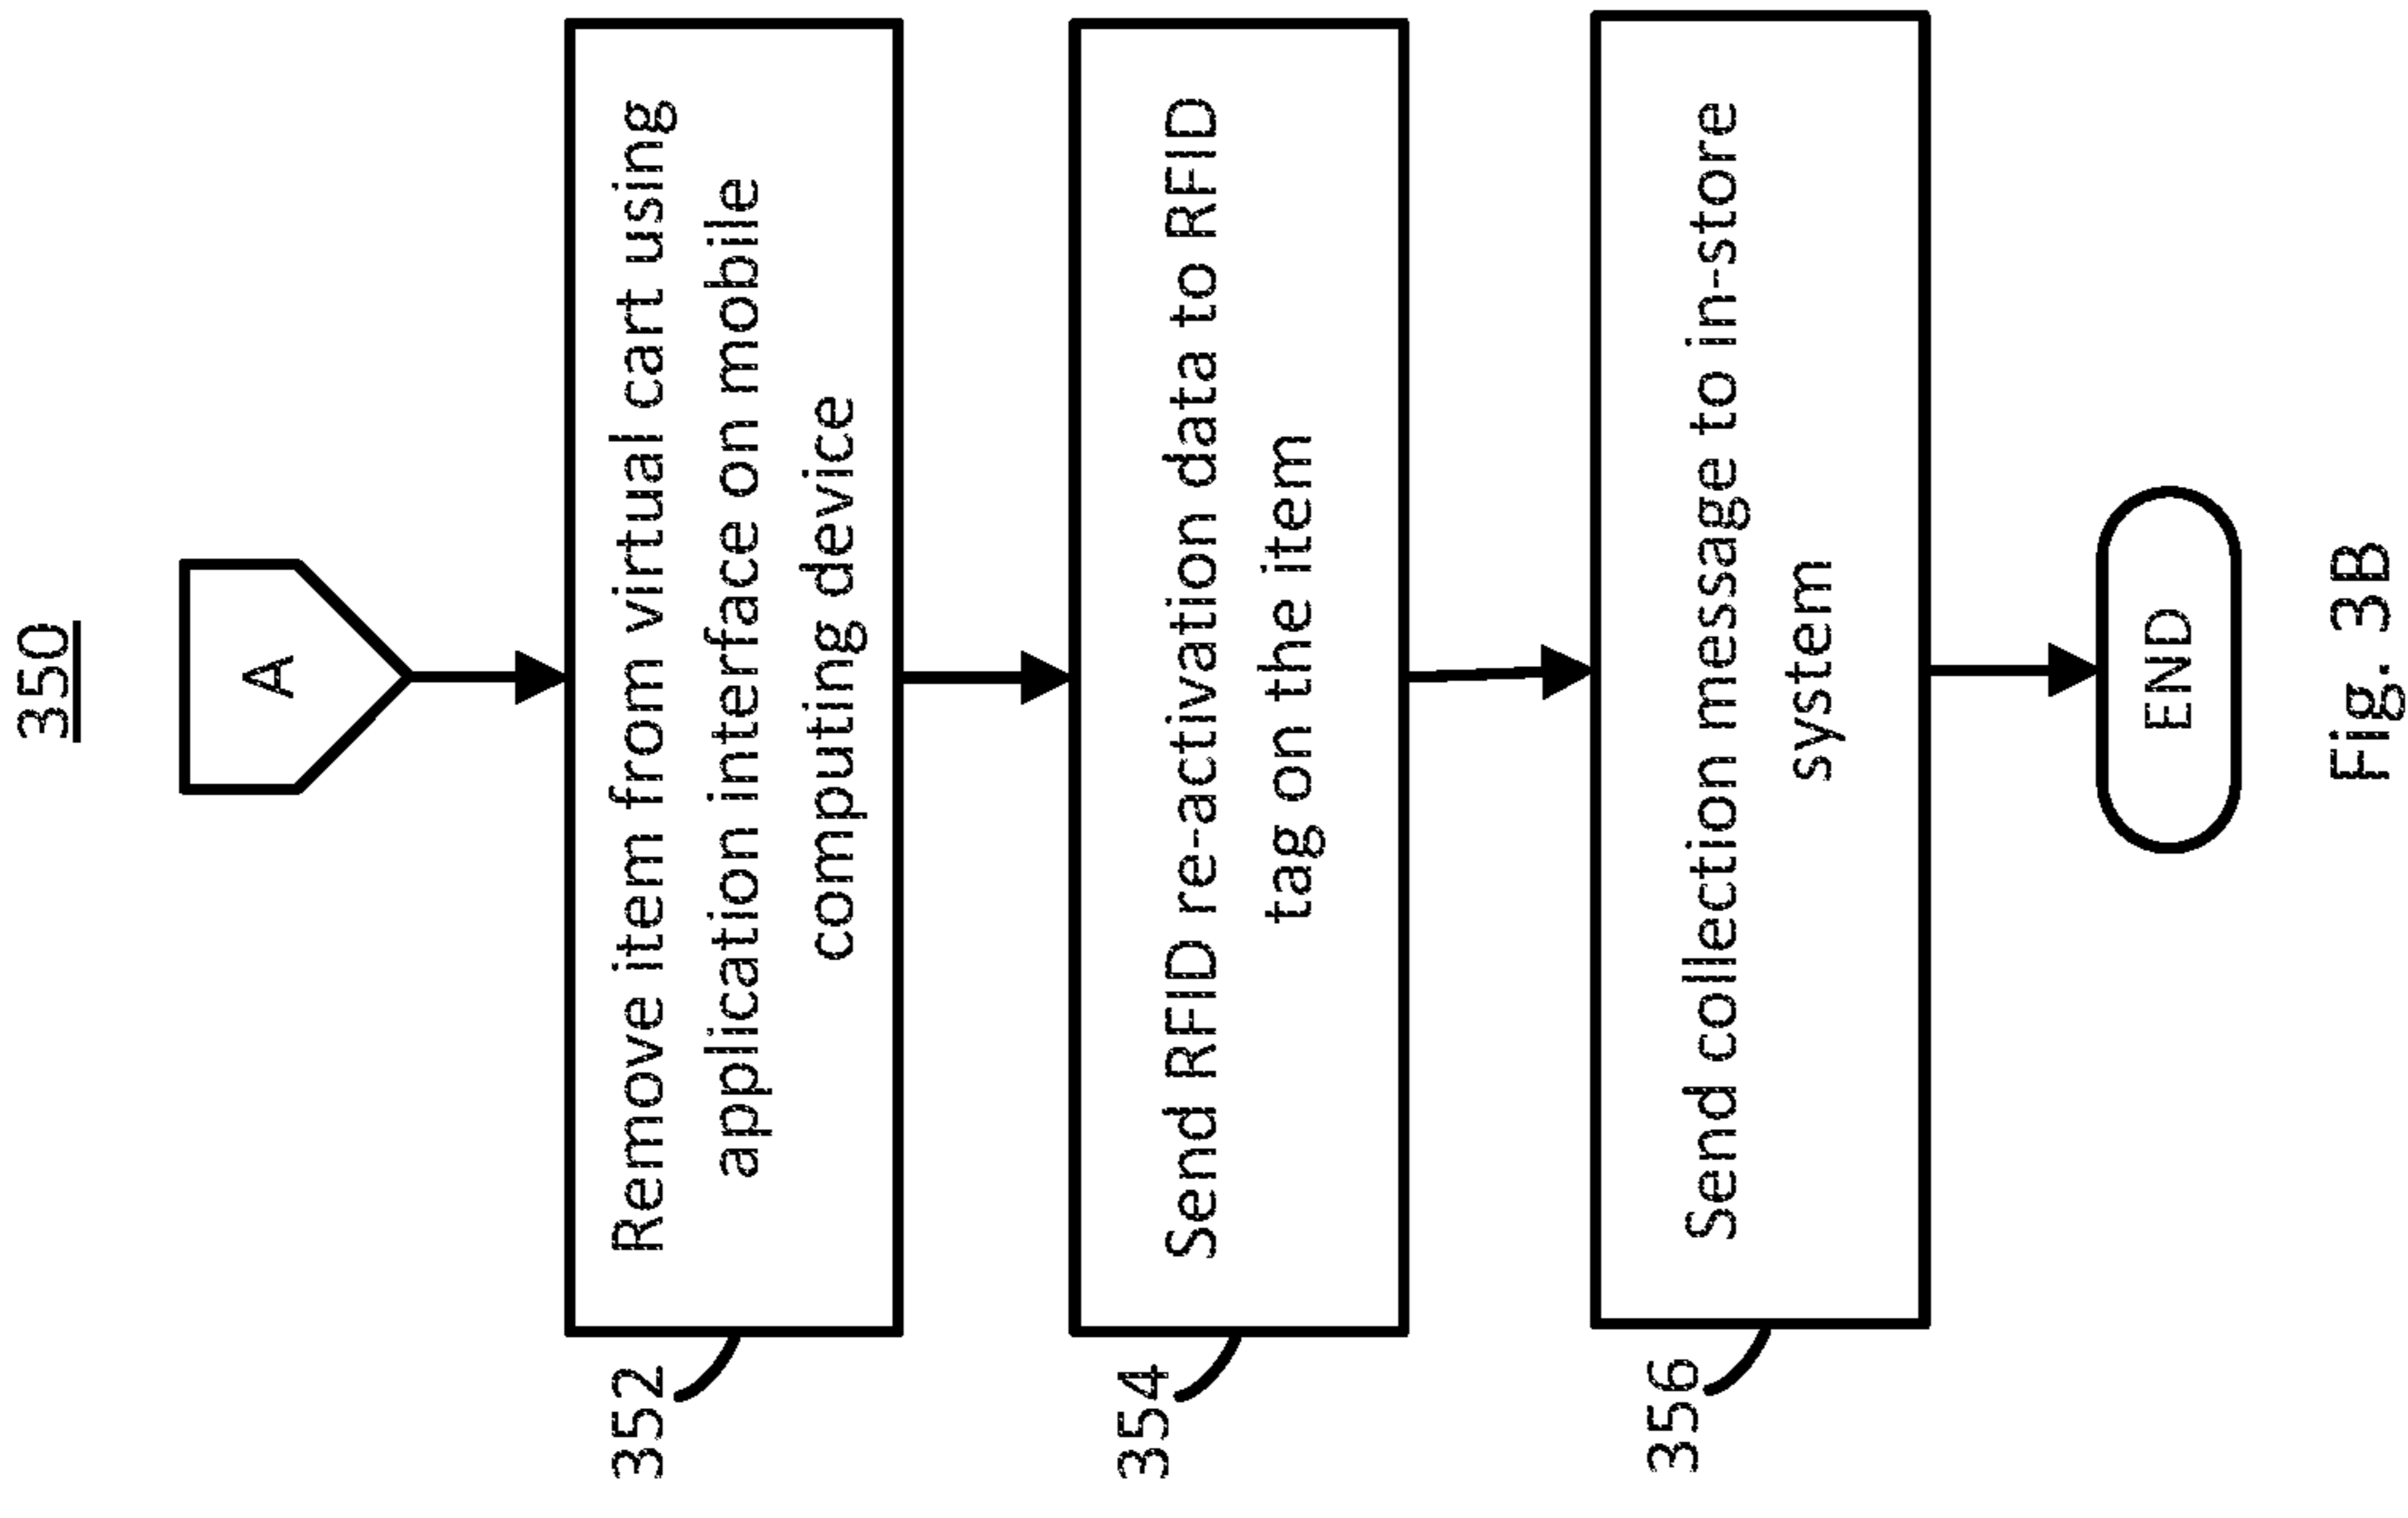 350
A
352
Remove item from virtual cart using
application interface on mobile
computing device
354
Send RFID re-activation data to RFID
tag on the item
356
Send collection message to in-store
system
END
Fig. 3B